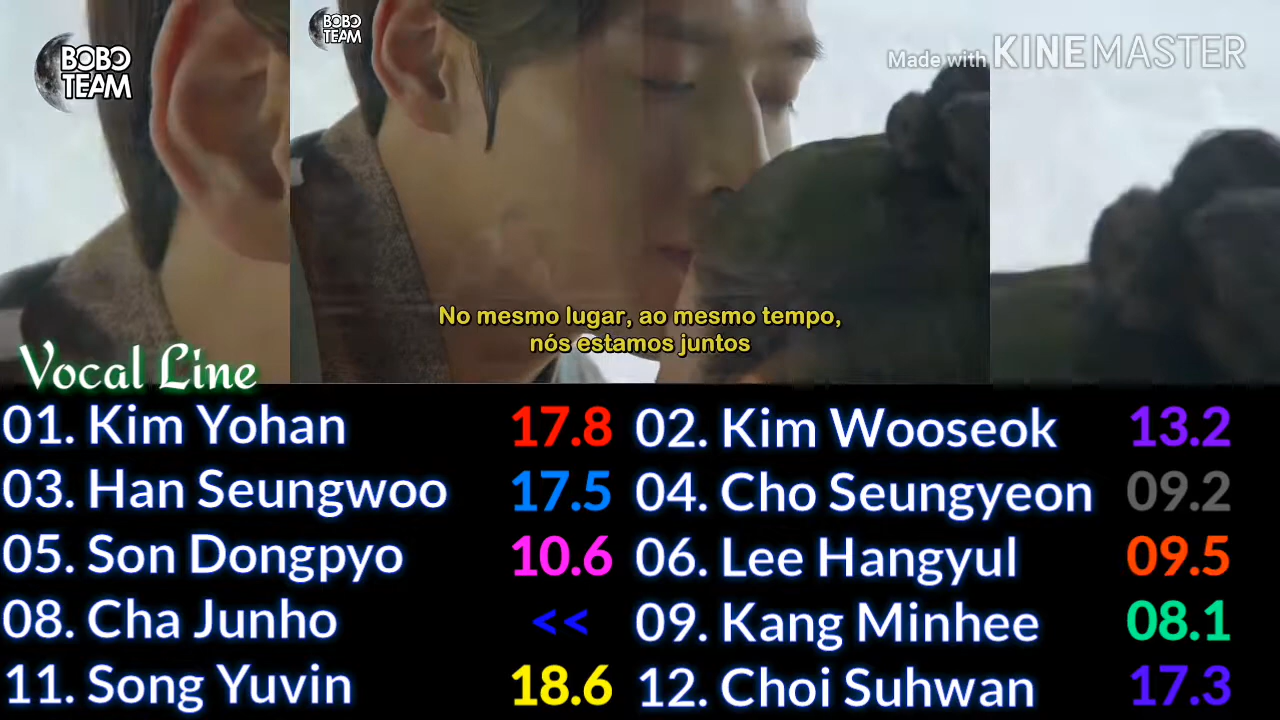 BOBO
TEAM
BOBO
TEAM
Made with KINEMASTER
No mesmo lugar, ao mesmo tempo,
nós estamos juntos
Vocal Line
01. Kim Yohan 17.8 02. Kim Wooseok 13.2
03. Han Seungwoo 17.5 04. Cho Seungyeon 09.2
05. Son Dongpyo 10.6 06. Lee Hangyul 09.5
08. Cha Junho << 09. Kang Minhee 08.1
11. Song Yuvin 18.6 12. Choi Suhwan 17.3